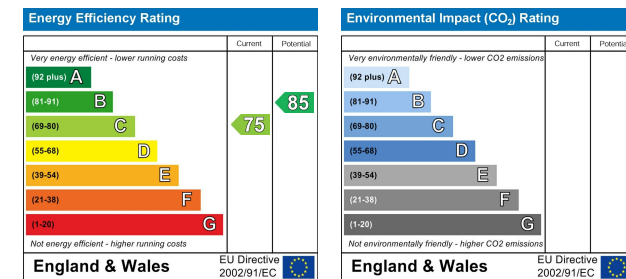 Energy Efficiency Rating
Current Potential
Very energy efficient - lower running costs
(92 plus) A
(81-91) B
85
(69-80) C
75
(55-68) D
(39-54) E
(21-38) F
(1-20) G
Not energy efficient - higher running costs
England & Wales
EU Directive
2002/91/EC
Environmental Impact (CO₂) Rating
Current Potential
Very environmentally friendly - lower CO2 emissions
(92 plus) A
(81-91) B
(69-80) C
(55-68) D
(39-54) E
(21-38) F
(1-20) G
Not environmentally friendly - higher CO2 emissions
England & Wales
EU Directive
2002/91/EC